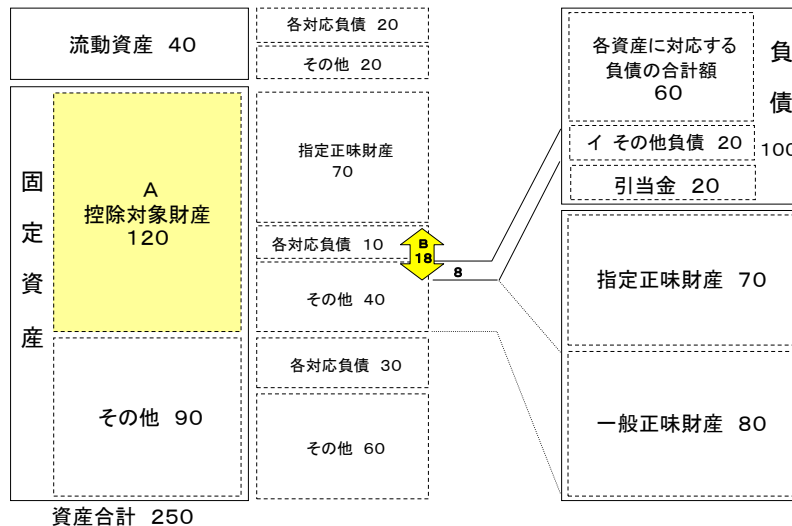 流動資産 40
固定資産
A
控除対象財産
120
その他 90
資産合計 250
各対応負債 20
その他 20
指定正味財産
70
各対応負債 10
B
18
8
その他 40
各対応負債 30
その他 60
各資産に対応する
負債の合計額
60
イ その他負債 20
引当金 20
負債
100
指定正味財産 70
一般正味財産 80